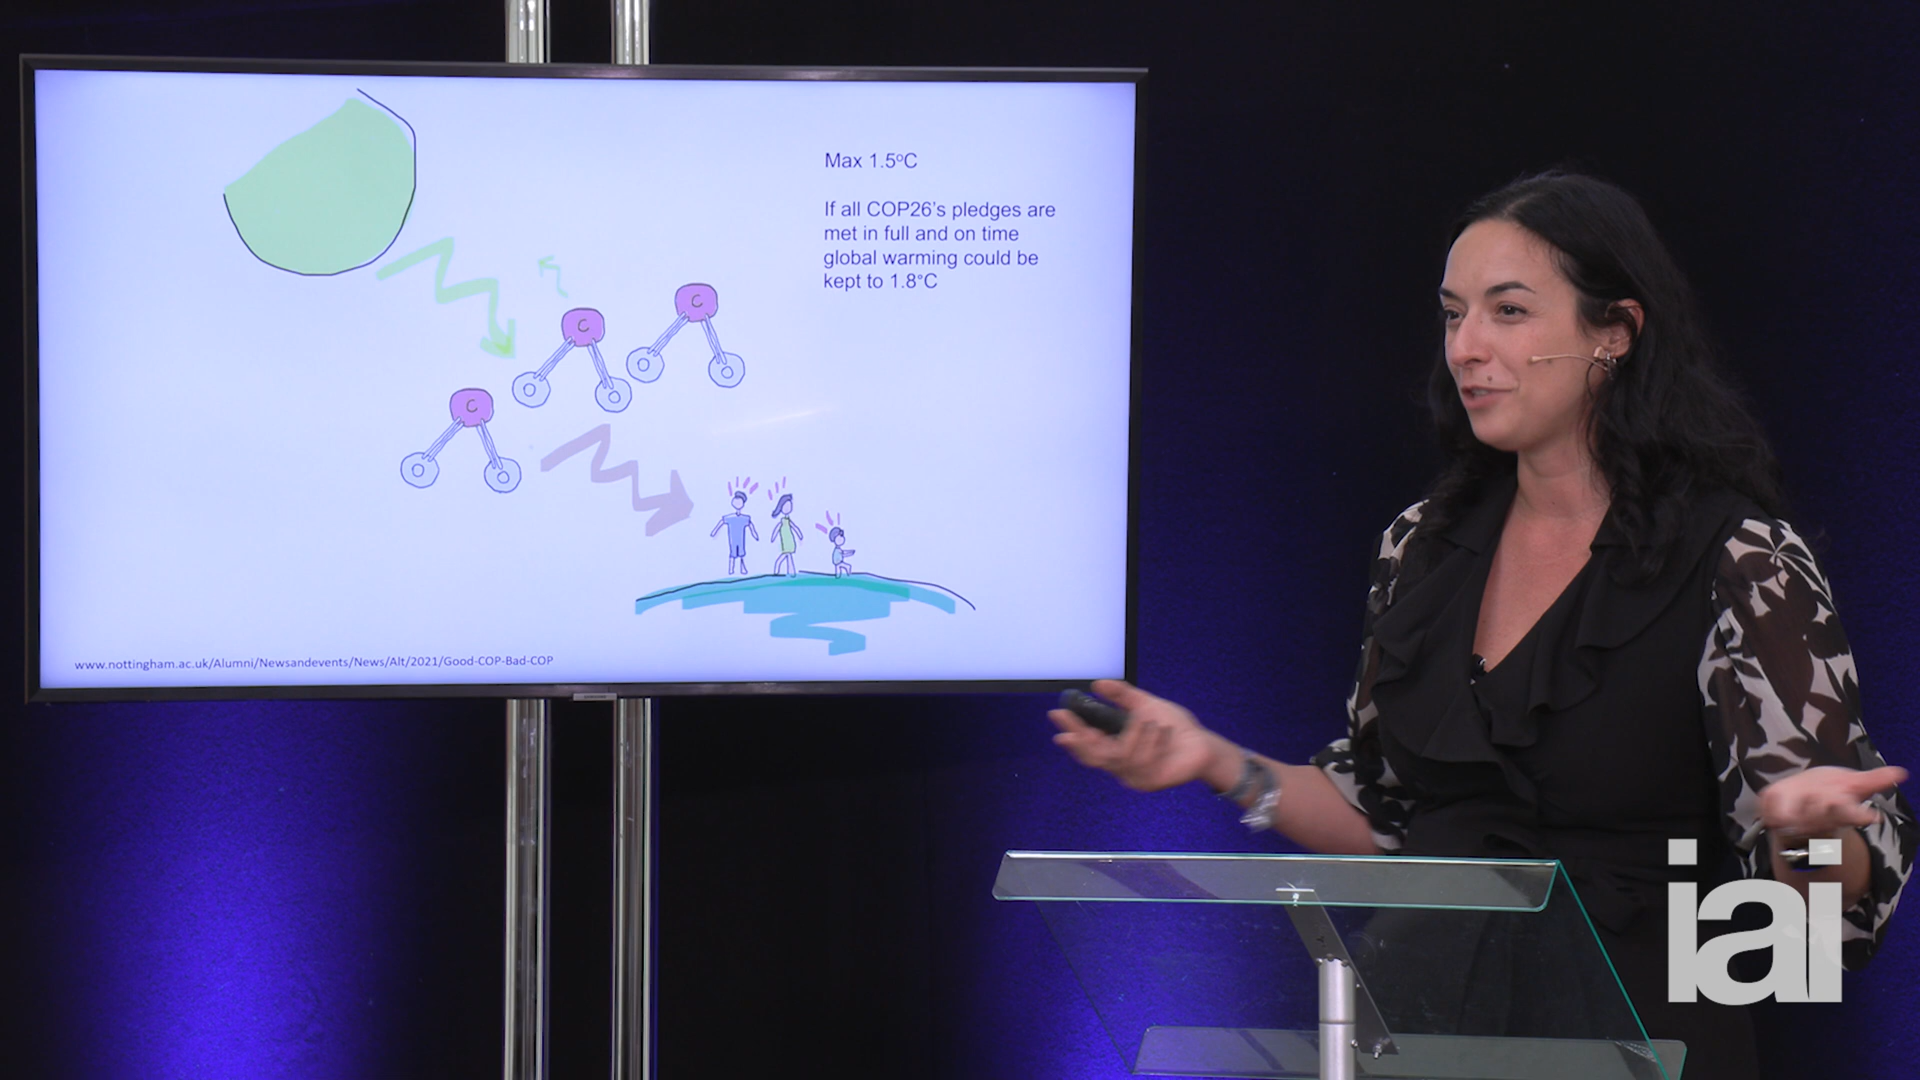 Max 1.5°C
If all COP26's pledges are
met in full and on time
global warming could be
kept to 1.8°C
C
C
C
www.nottingham.ac.uk/Alumni/Newsandevents/News/Alt/2021/Good-COP-Bad-COP
iai